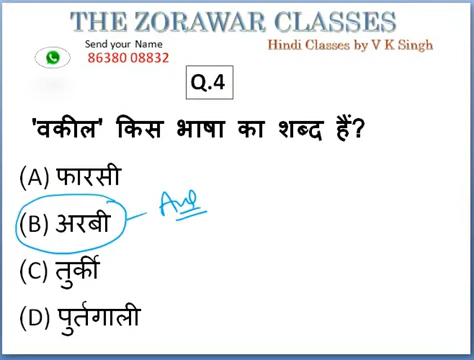 THE ZORAWAR CLASSES
Send your Name
Hindi Classes by V K Singh
86380 08832
Q.4
'वकील' किस भाषा का शब्द हैं?
(A) फारसी
(B) अरबी
Ans
(C) तुर्की
(D) पुर्तगाली